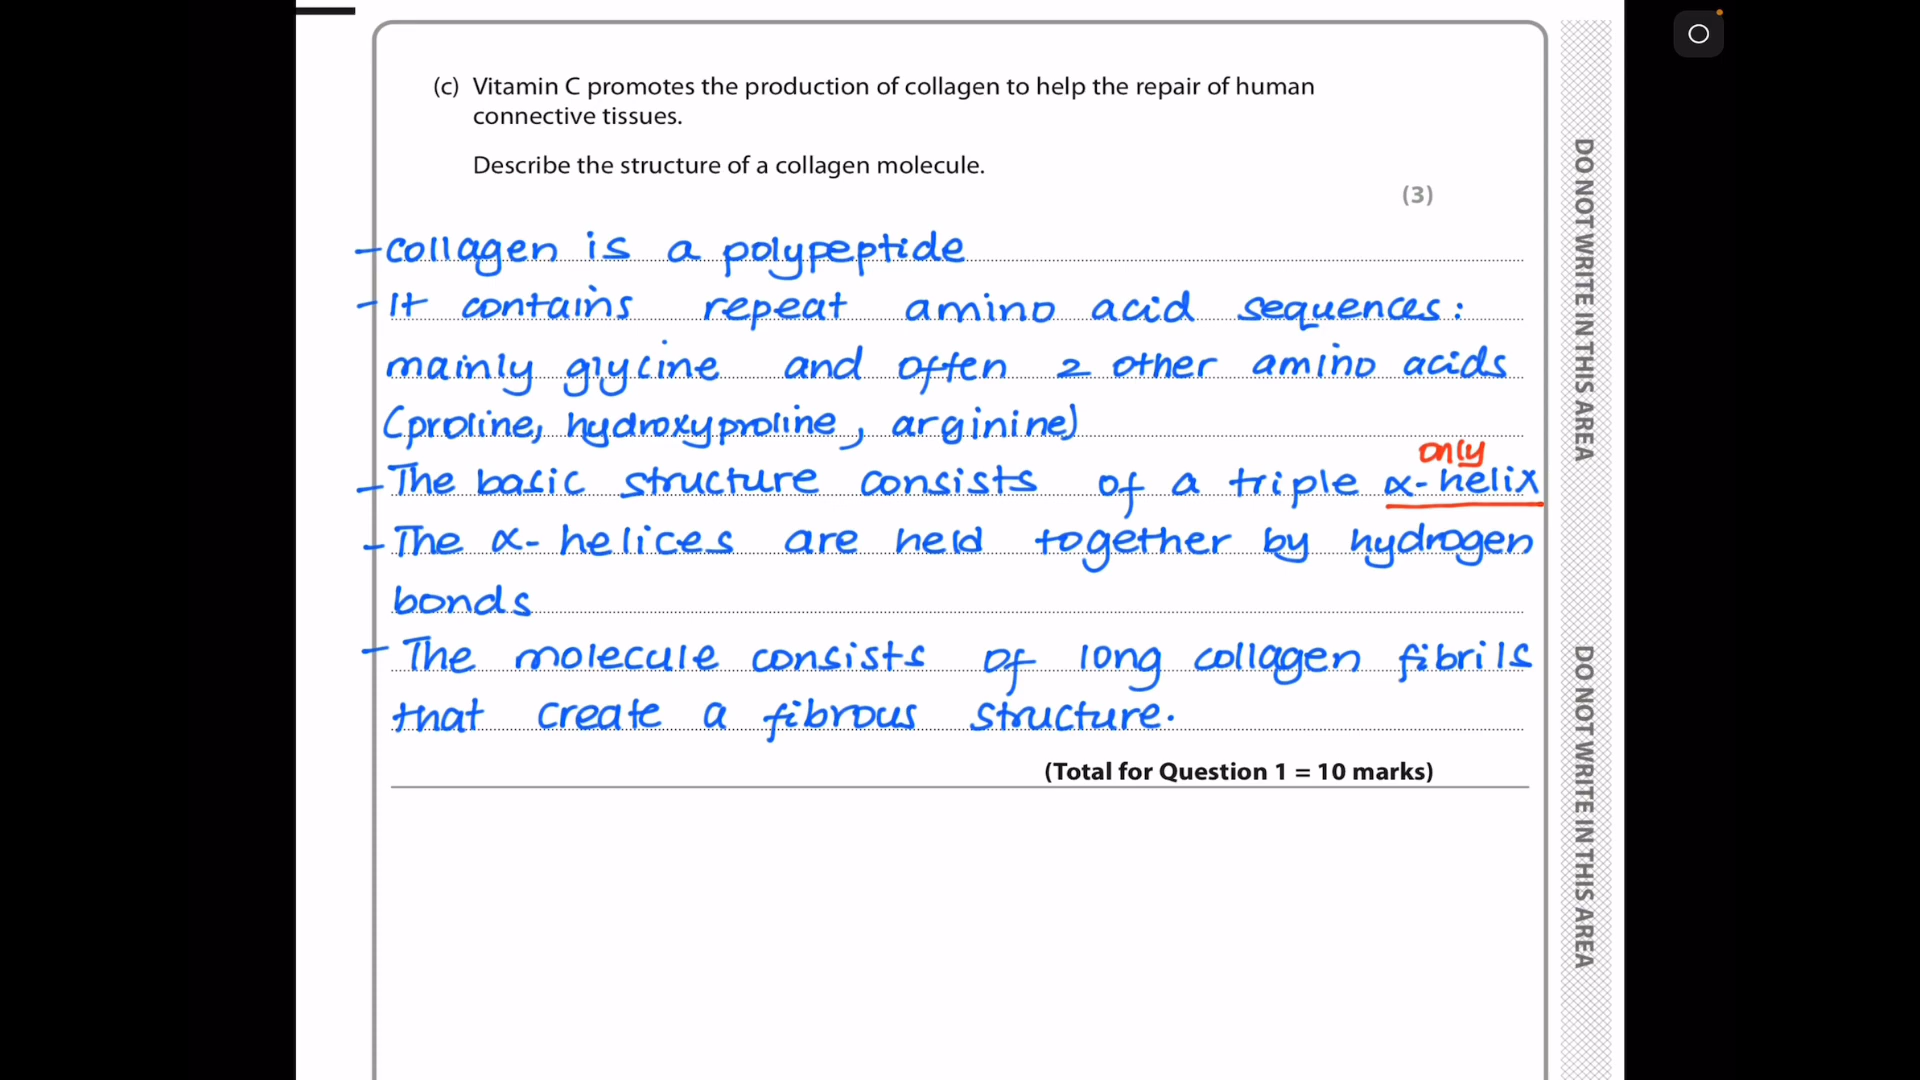 (c) Vitamin C promotes the production of collagen to help the repair of human
connective tissues.
Describe the structure of a collagen molecule.
(3)
- collagen is a polypeptide
- It contains repeat amino acid sequences:
mainly glycine and often 2 other amino acids
(proline, hydroxyproline, arginine)
only
- The basic structure consists of a triple α-helix
- The α-helices are held together by hydrogen
bonds
- The molecule consists of long collagen fibrils
that create a fibrous structure.
(Total for Question 1 = 10 marks)
DO NOT WRITE IN THIS AREA
DO NOT WRITE IN THIS AREA